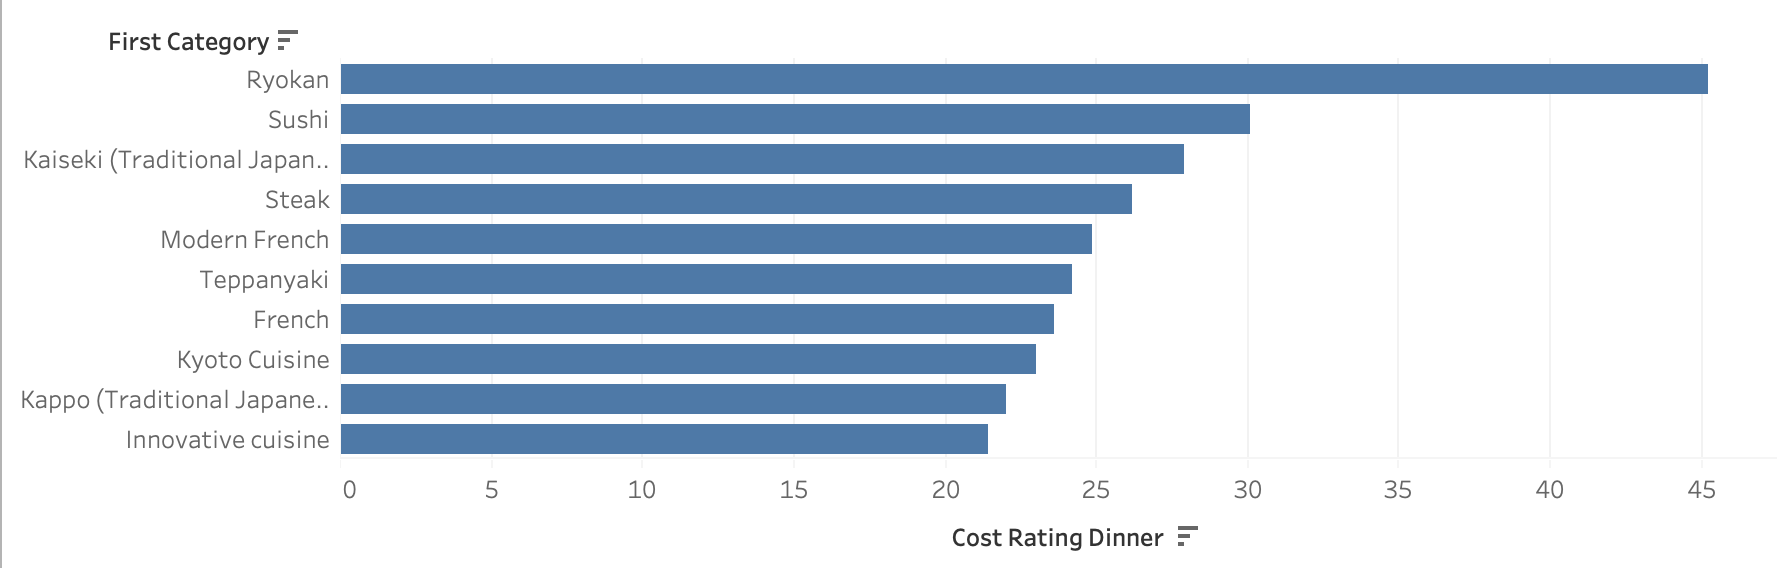 First Category
Ryokan
Sushi
Kaiseki (Traditional Japan..
Steak
Modern French
Teppanyaki
French
Kyoto Cuisine
Kappo (Traditional Japane..
Innovative cuisine
0 5 10 15 20 25 30 35 40 45
Cost Rating Dinner